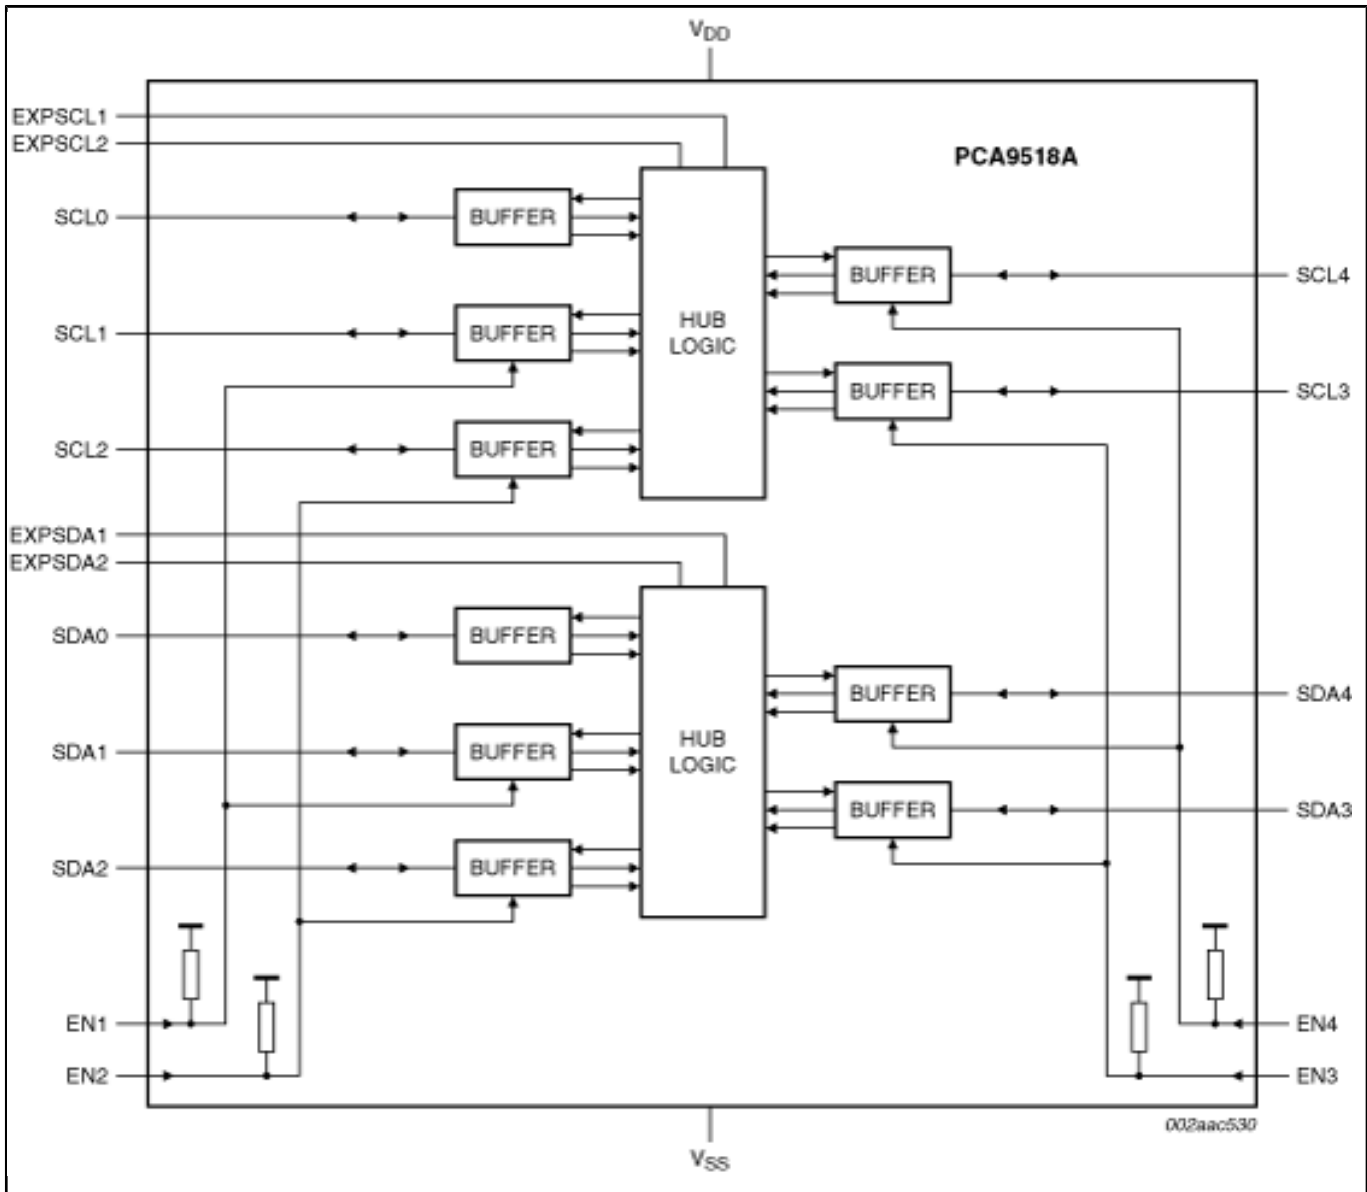 VDD
EXPSCL1
EXPSCL2
PCA9518A
SCL0
BUFFER
BUFFER
SCL4
SCL1
BUFFER
HUB
LOGIC
BUFFER
SCL3
SCL2
BUFFER
EXPSDA1
EXPSDA2
SDA0
BUFFER
BUFFER
SDA4
SDA1
BUFFER
HUB
LOGIC
BUFFER
SDA3
SDA2
BUFFER
EN1
EN4
EN2
EN3
002aac530
VSS